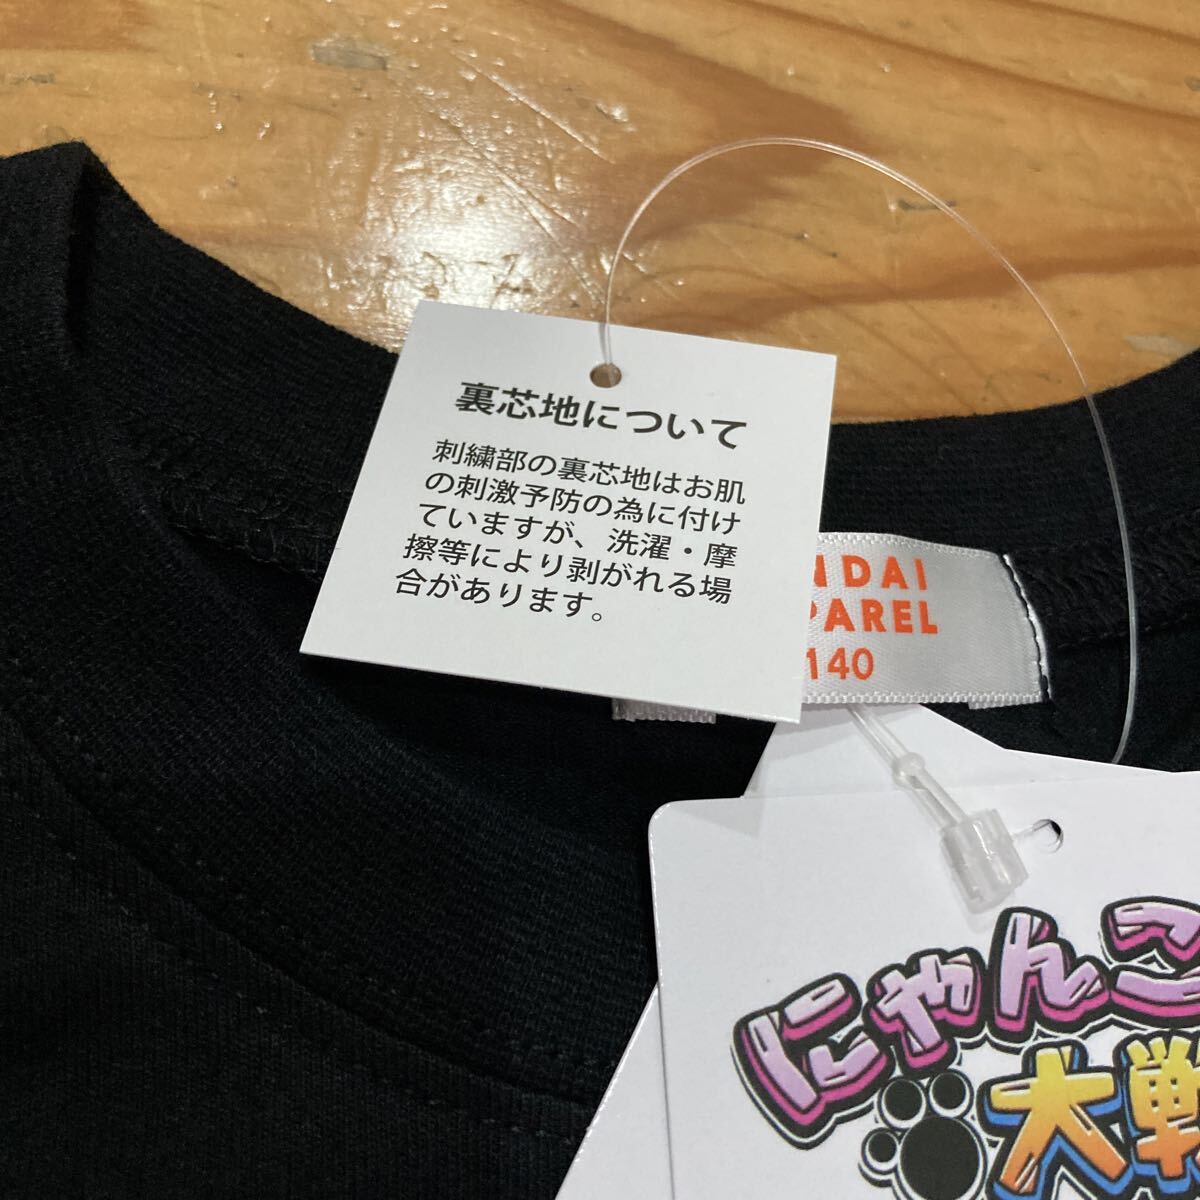 裏芯地について
刺繍部の裏芯地はお肌
の刺激予防の為に付け
ていますが、洗濯・摩
擦等により剥がれる場
合があります。
NDAI
PAREL
140
にゃんこ
大戦